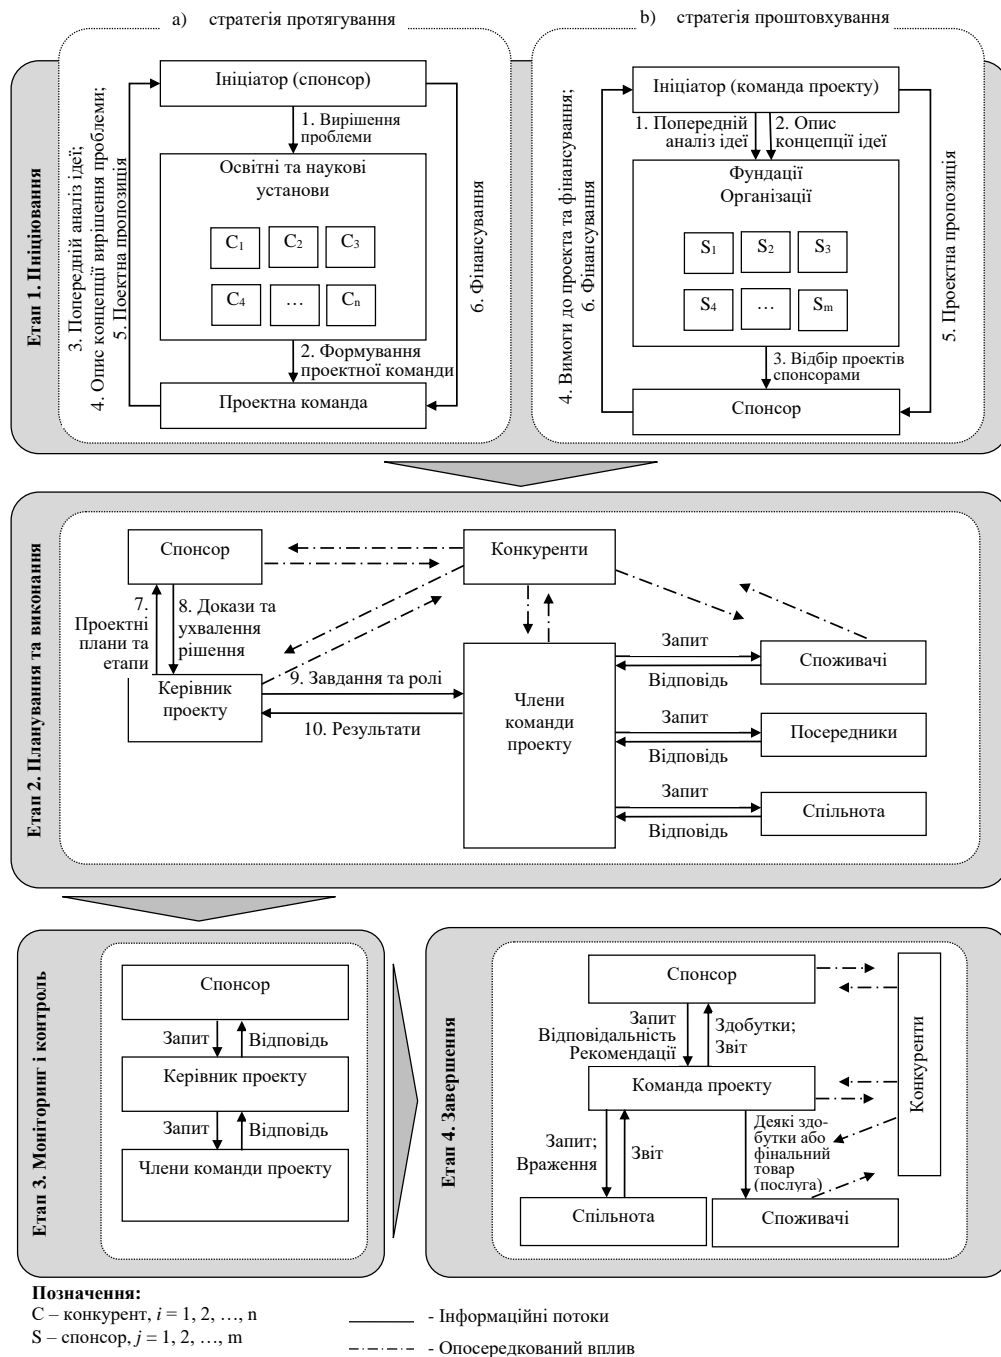 a) стратегія протягування
b) стратегія проштовхування
Етап 1. Ініціювання
Ініціатор (спонсор)
1. Вирішення
проблеми
Освітні та наукові
установи
C1 C2 C3
C4 … Cn
2. Формування
проектної команди
Проектна команда
3. Попередній аналіз ідеї;
4. Опис концепції вирішення проблеми;
5. Поектна пропозиція
6. Фінансування
Ініціатор (команда проекту)
1. Попередній
аналіз ідеї
2. Опис
концепції ідеї
Фундації
Організації
S1 S2 S3
S4 … Sm
3. Відбір проектів
спонсорами
Спонсор
4. Вимоги до проекта та фінансування;
6. Фінансування
5. Проектна пропозиція
Етап 2. Планування та виконання
Спонсор
Конкуренти
7.
Проектні
плани та
етапи
8. Докази та
ухвалення
рішення
Керівник
проекту
9. Завдання та ролі
10. Результати
Члени
команди
проекту
Запит
Відповідь
Споживачі
Запит
Відповідь
Посередники
Запит
Відповідь
Спільнота
Етап 3. Моніторинг і контроль
Спонсор
Запит
Відповідь
Керівник проекту
Запит
Відповідь
Члени команди проекту
Етап 4. Завершення
Спонсор
Запит
Відповідальність
Рекомендації
Здобутки;
Звіт
Команда проекту
Конкуренти
Запит;
Враження
Звіт
Деякі здо-
бутки або
фінальний
товар
(послуга)
Спільнота
Споживачі
Позначення:
C – конкурент, i = 1, 2, …, n
S – спонсор, j = 1, 2, …, m
- Інформаційні потоки
- Опосередкований вплив